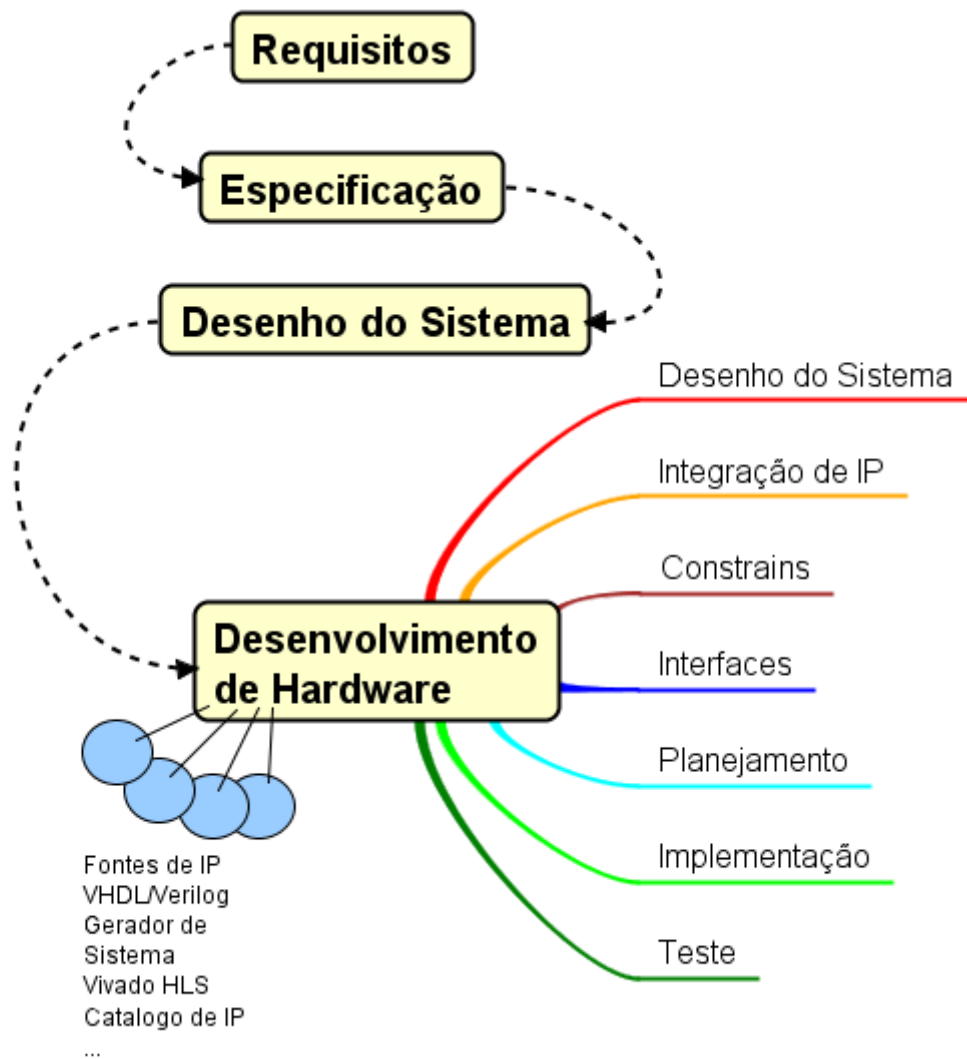 Requisitos
Especificação
Desenho do Sistema
Desenho do Sistema
Integração de IP
Constrains
Desenvolvimento
de Hardware
Interfaces
Planejamento
Implementação
Teste
Fontes de IP
VHDL/Verilog
Gerador de
Sistema
Vivado HLS
Catalogo de IP
...